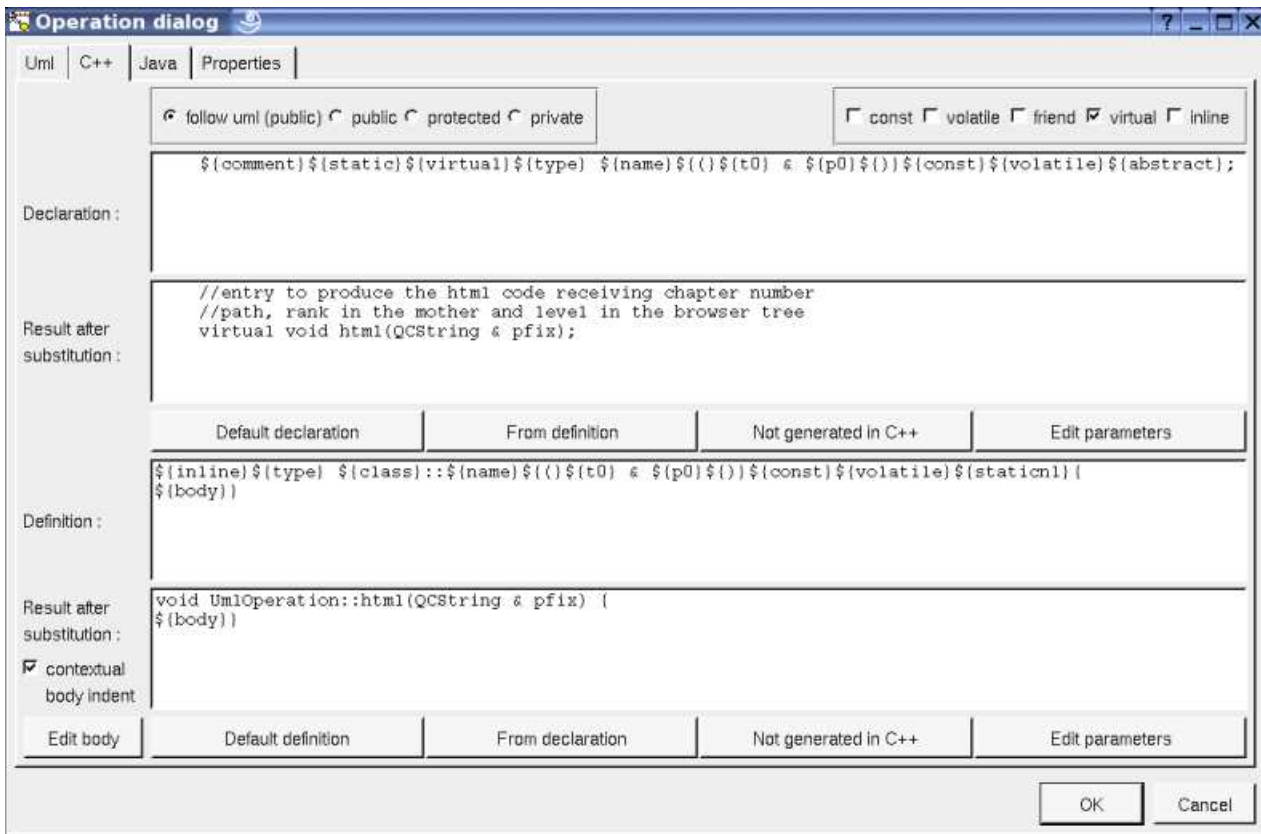 Operation dialog
Uml C++ Java Properties
follow uml (public) public protected private const volatile friend virtual inline
${comment}${static}${virtual}${type} ${name}${(}${t0} & ${p0}${)}${const}${volatile}${abstract};
Declaration :
//entry to produce the html code receiving chapter number
//path, rank in the mother and level in the browser tree
virtual void html(QCString & pfix);
Result after
substitution :
Default declaration From definition Not generated in C++ Edit parameters
${inline}${type} ${class}::${name}${(}${t0} & ${p0}${)}${const}${volatile}${staticnl}{
${body}}
Definition :
void UmlOperation::html(QCString & pfix) {
${body}}
Result after
substitution :
contextual
body indent
Edit body Default definition From declaration Not generated in C++ Edit parameters
OK Cancel